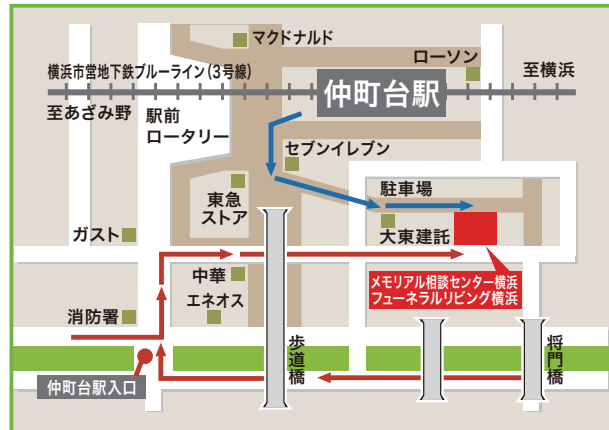 マクドナルド
ローソン
横浜市営地下鉄ブルーライン(3号線)
至横浜
仲町台駅
至あざみ野
駅前
ロータリー
セブンイレブン
駐車場
東急
ストア
大東建託
ガスト
メモリアル相談センター横浜
フューネラルリビング横浜
中華
エネオス
消防署
歩道橋
将門橋
仲町台駅入口